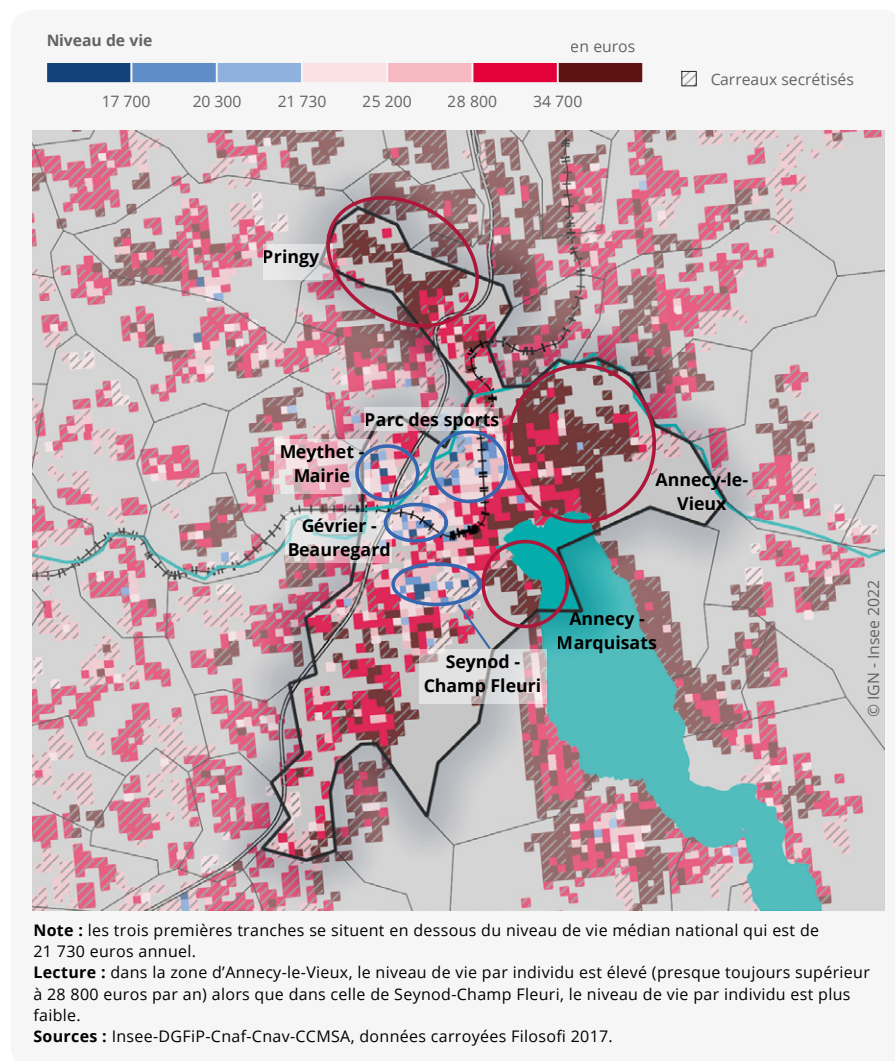 Niveau de vie
en euros
17 700 20 300 21 730 25 200 28 800 34 700
Carreaux secrétisés
Pringy
Parc des sports
Meythet -
Mairie
Annecy-le-
Vieux
Gévrier -
Beauregard
Annecy -
Marquisats
Seynod -
Champ Fleuri
© IGN - Insee 2022
Note : les trois premières tranches se situent en dessous du niveau de vie médian national qui est de
21 730 euros annuel.
Lecture : dans la zone d’Annecy-le-Vieux, le niveau de vie par individu est élevé (presque toujours supérieur
à 28 800 euros par an) alors que dans celle de Seynod-Champ Fleuri, le niveau de vie par individu est plus
faible.
Sources : Insee-DGFiP-Cnaf-Cnav-CCMSA, données carroyées Filosofi 2017.